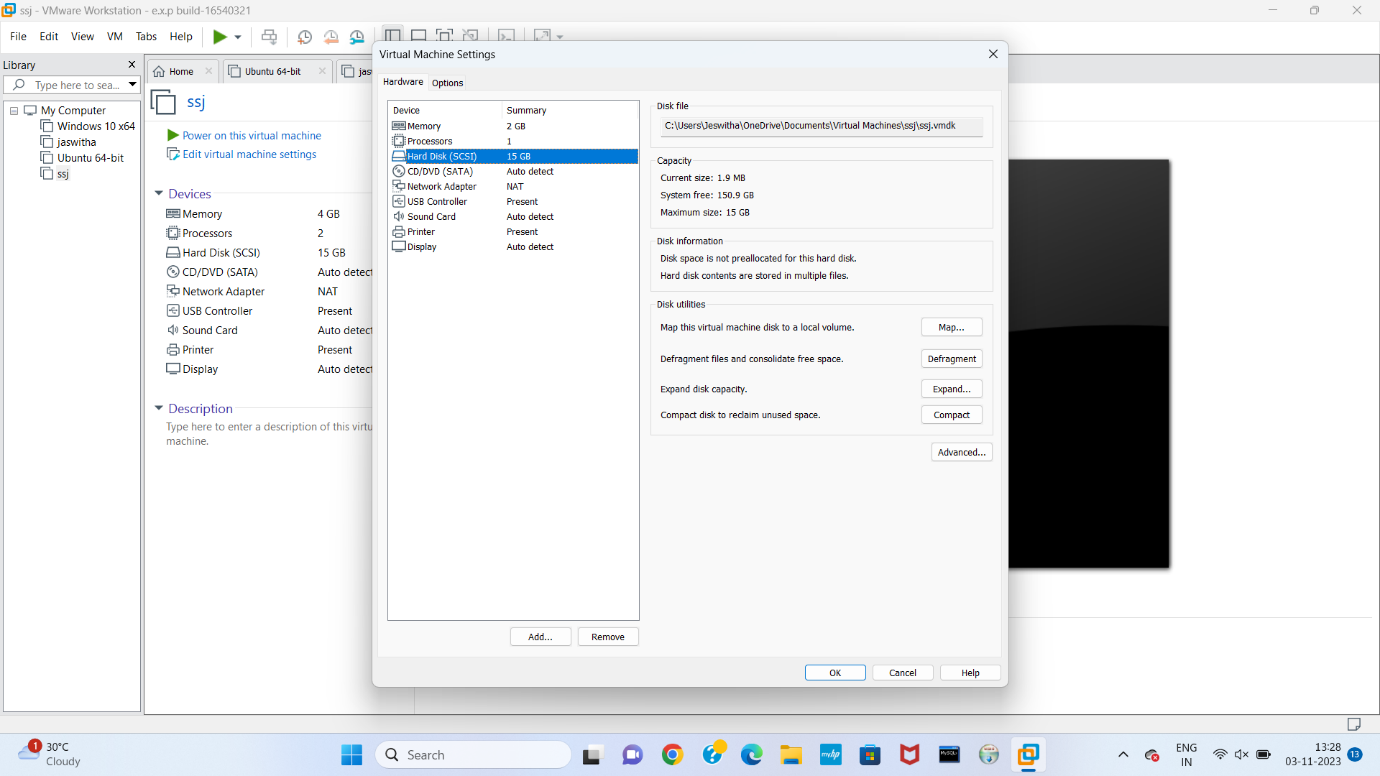 ssj - VMware Workstation - e.x.p build-16540321
File Edit View VM Tabs Help
Library
Type here to sea...
My Computer
Windows 10 x64
jaswitha
Ubuntu 64-bit
ssj
Home
Ubuntu 64-bit
jas
ssj
Power on this virtual machine
Edit virtual machine settings
Devices
Memory 4 GB
Processors 2
Hard Disk (SCSI) 15 GB
CD/DVD (SATA) Auto detect
Network Adapter NAT
USB Controller Present
Sound Card Auto detect
Printer Present
Display Auto detect
Description
Type here to enter a description of this virtu
machine.
Virtual Machine Settings
Hardware Options
Device Summary
Memory 2 GB
Processors 1
Hard Disk (SCSI) 15 GB
CD/DVD (SATA) Auto detect
Network Adapter NAT
USB Controller Present
Sound Card Auto detect
Printer Present
Display Auto detect
Add... Remove
Disk file
C:\Users\Jeswitha\OneDrive\Documents\Virtual Machines\ssj\ssj.vmdk
Capacity
Current size: 1.9 MB
System free: 150.9 GB
Maximum size: 15 GB
Disk information
Disk space is not preallocated for this hard disk.
Hard disk contents are stored in multiple files.
Disk utilities
Map this virtual machine disk to a local volume. Map...
Defragment files and consolidate free space. Defragment
Expand disk capacity. Expand...
Compact disk to reclaim unused space. Compact
Advanced...
OK Cancel Help
1
30°C
Cloudy
Search
myhp
MySQL
ENG
IN
13:28
03-11-2023
13